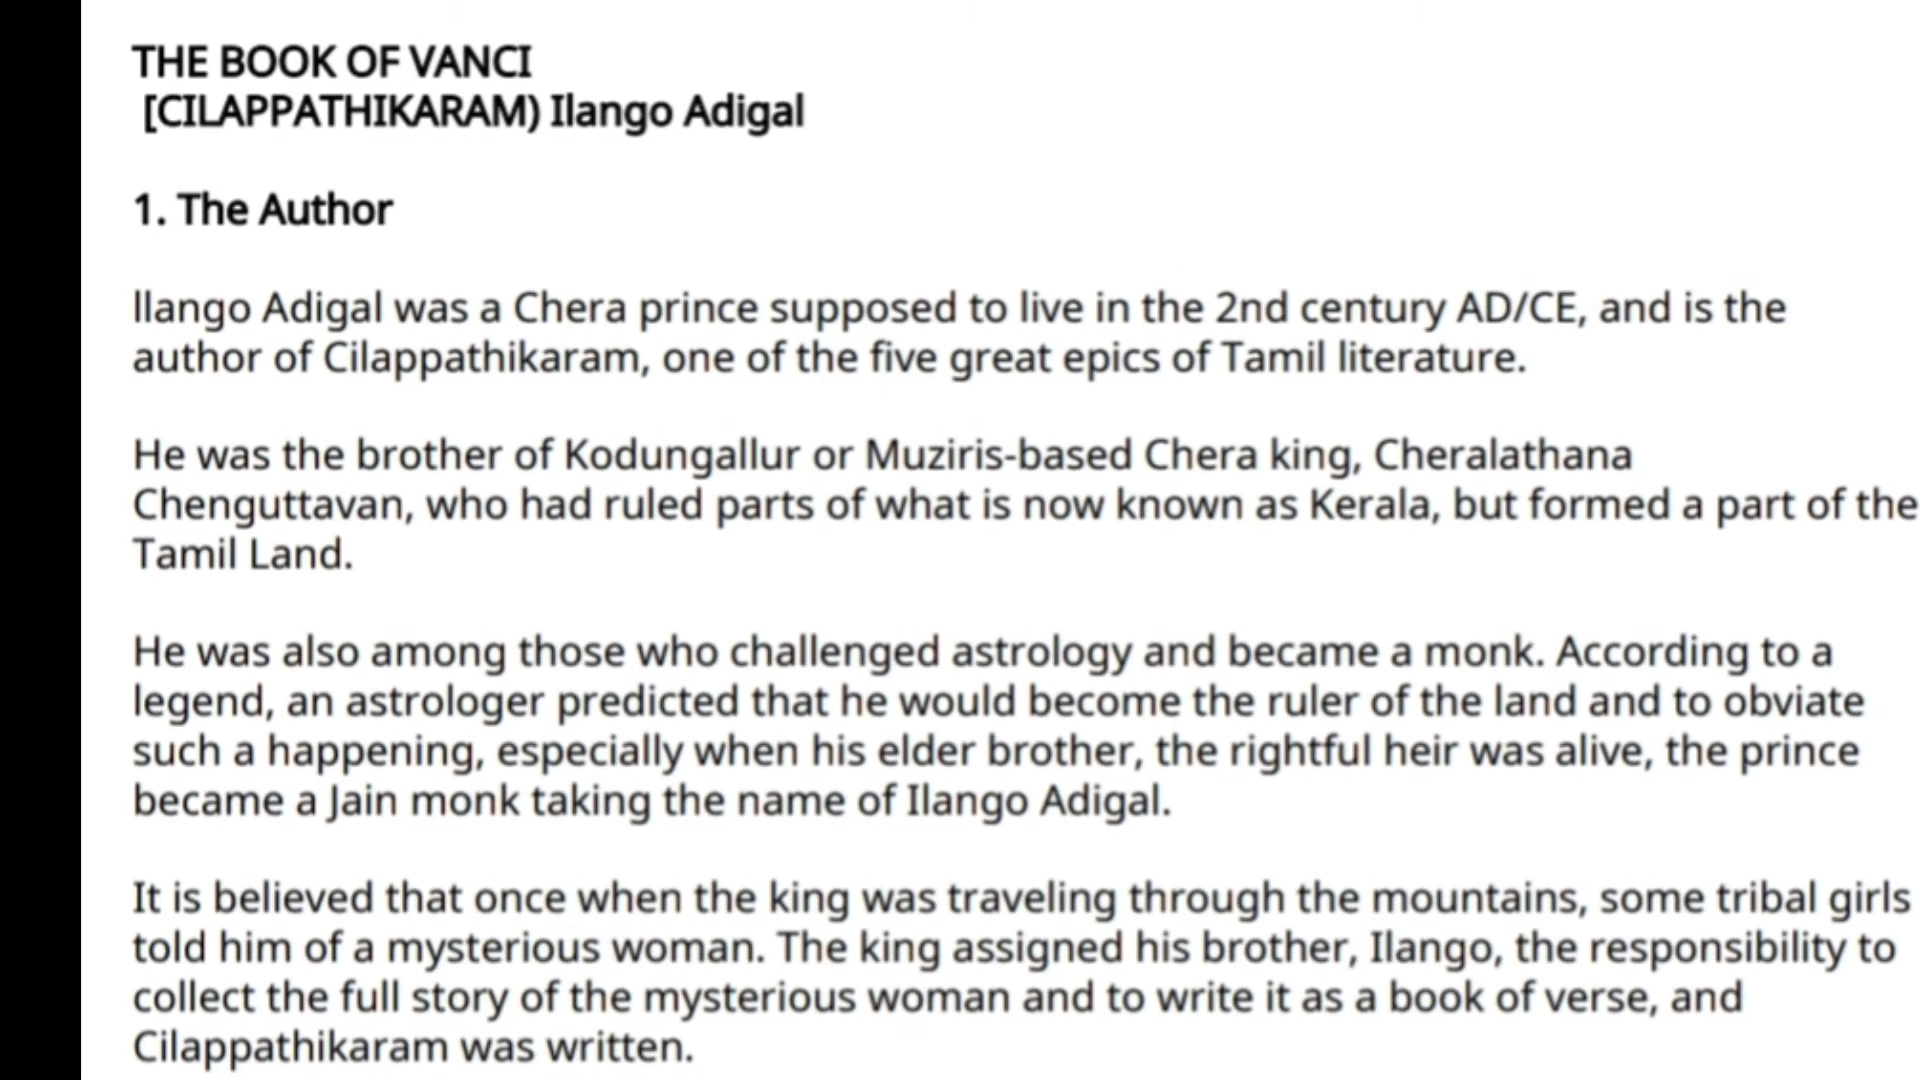 THE BOOK OF VANCI
[CILAPPATHIKARAM) Ilango Adigal
1. The Author
llango Adigal was a Chera prince supposed to live in the 2nd century AD/CE, and is the
author of Cilappathikaram, one of the five great epics of Tamil literature.
He was the brother of Kodungallur or Muziris-based Chera king, Cheralathana
Chenguttavan, who had ruled parts of what is now known as Kerala, but formed a part of the
Tamil Land.
He was also among those who challenged astrology and became a monk. According to a
legend, an astrologer predicted that he would become the ruler of the land and to obviate
such a happening, especially when his elder brother, the rightful heir was alive, the prince
became a Jain monk taking the name of Ilango Adigal.
It is believed that once when the king was traveling through the mountains, some tribal girls
told him of a mysterious woman. The king assigned his brother, Ilango, the responsibility to
collect the full story of the mysterious woman and to write it as a book of verse, and
Cilappathikaram was written.